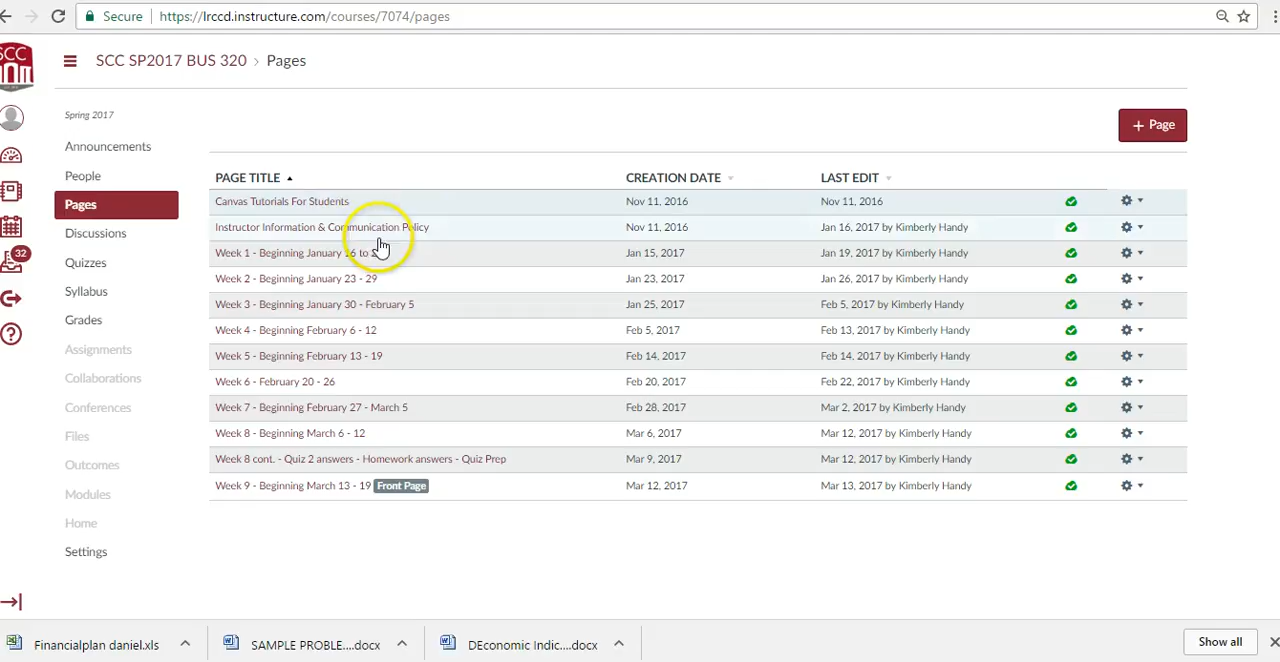 Secure https://lrccd.instructure.com/courses/7074/pages
SCC
SCC SP2017 BUS 320 › Pages
Spring 2017
Announcements
People
Pages
Discussions
32
Quizzes
Syllabus
Grades
Assignments
Collaborations
Conferences
Files
Outcomes
Modules
Home
Settings
+ Page
PAGE TITLE CREATION DATE LAST EDIT
Canvas Tutorials For Students Nov 11, 2016 Nov 11, 2016
Instructor Information & Communication Policy Nov 11, 2016 Jan 16, 2017 by Kimberly Handy
Week 1 - Beginning January 16 to Jan 15, 2017 Jan 19, 2017 by Kimberly Handy
Week 2 - Beginning January 23 - 29 Jan 23, 2017 Jan 26, 2017 by Kimberly Handy
Week 3 - Beginning January 30 - February 5 Jan 25, 2017 Feb 5, 2017 by Kimberly Handy
Week 4 - Beginning February 6 - 12 Feb 5, 2017 Feb 13, 2017 by Kimberly Handy
Week 5 - Beginning February 13 - 19 Feb 14, 2017 Feb 14, 2017 by Kimberly Handy
Week 6 - February 20 - 26 Feb 20, 2017 Feb 22, 2017 by Kimberly Handy
Week 7 - Beginning February 27 - March 5 Feb 28, 2017 Mar 2, 2017 by Kimberly Handy
Week 8 - Beginning March 6 - 12 Mar 6, 2017 Mar 12, 2017 by Kimberly Handy
Week 8 cont. - Quiz 2 answers - Homework answers - Quiz Prep Mar 9, 2017 Mar 12, 2017 by Kimberly Handy
Week 9 - Beginning March 13 - 19 Front Page Mar 12, 2017 Mar 13, 2017 by Kimberly Handy
Financialplan daniel.xls SAMPLE PROBLE....docx DEconomic Indic....docx Show all